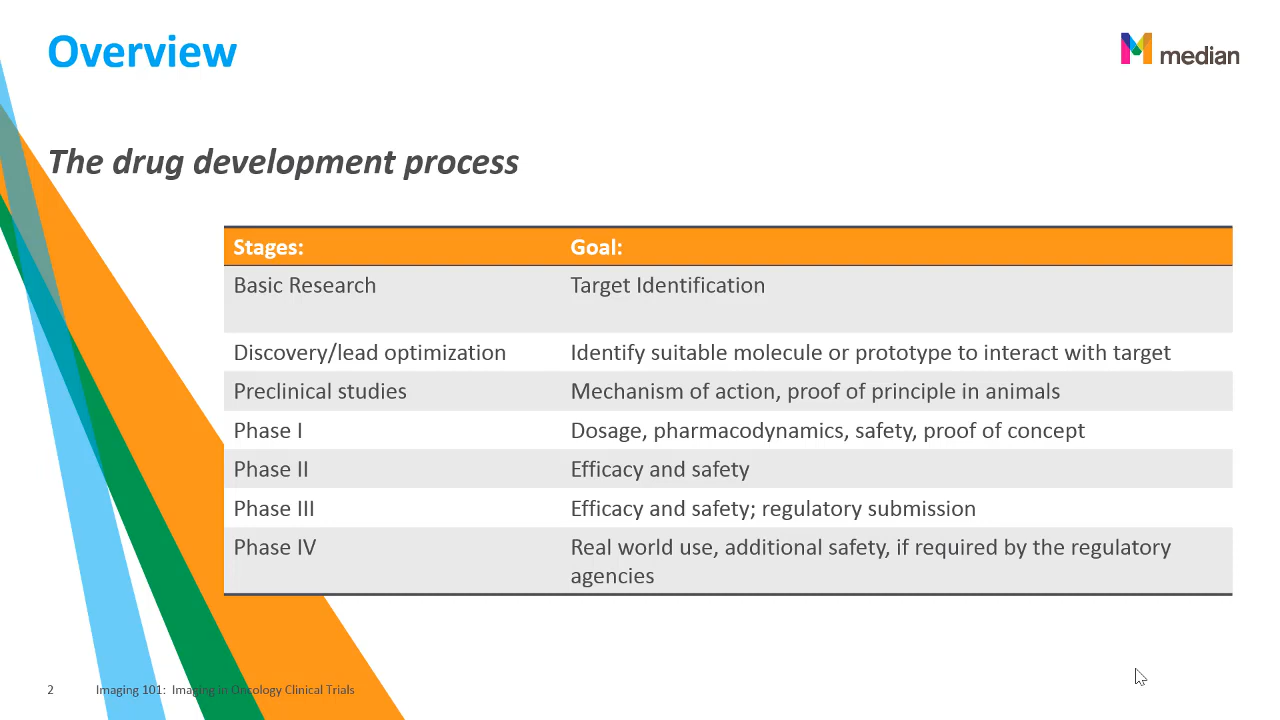 Overview
median
The drug development process
Stages: Goal:
Basic Research Target Identification
Discovery/lead optimization Identify suitable molecule or prototype to interact with target
Preclinical studies Mechanism of action, proof of principle in animals
Phase I Dosage, pharmacodynamics, safety, proof of concept
Phase II Efficacy and safety
Phase III Efficacy and safety; regulatory submission
Phase IV Real world use, additional safety, if required by the regulatory
agencies
2 Imaging 101: Imaging in Oncology Clinical Trials